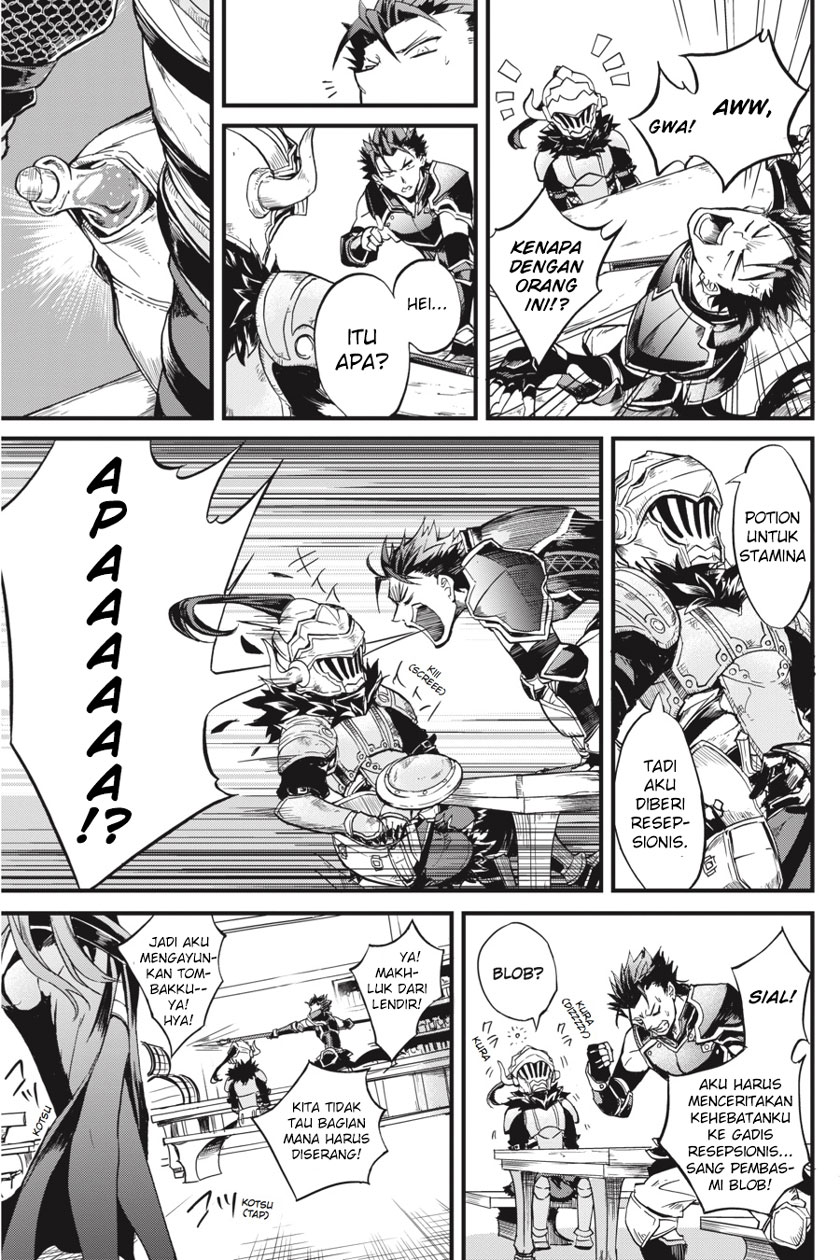 AWW,
GWA!
KENAPA
DENGAN
ORANG
INI!?
HEI...
ITU
APA?
POTION
UNTUK
STAMINA
TADI
AKU
DIBERI
RESEP-
SIONIS.
APAAAAAAA!?
KIII
(SCREEE)
SIAL!
AKU HARUS
MENCERITAKAN
KEHEBATANKU
KE GADIS
RESEPSIONIS...
SANG PEMBAS-
MI BLOB!
BLOB?
KURA
(DIZZZZY)
KURA
YA!
MAKH-
LUK DARI
LENDIR!
KITA TIDAK
TAU BAGIAN
MANA HARUS
DISERANG!
JADI AKU
MENGAYUN-
KAN TOM-
BAKKU--
YA!
HYA!
KOTSU
KOTSU
(TAP)